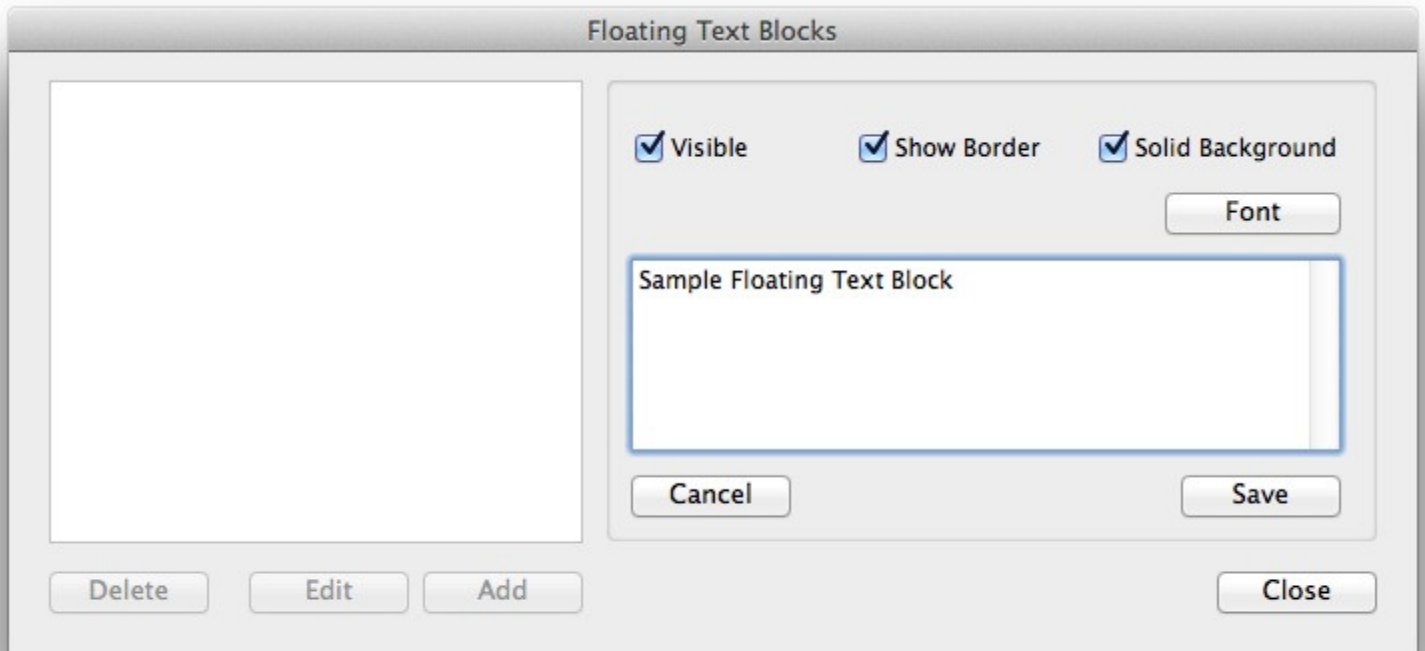 Floating Text Blocks
Visible Show Border Solid Background
Font
Sample Floating Text Block
Cancel Save
Delete Edit Add Close